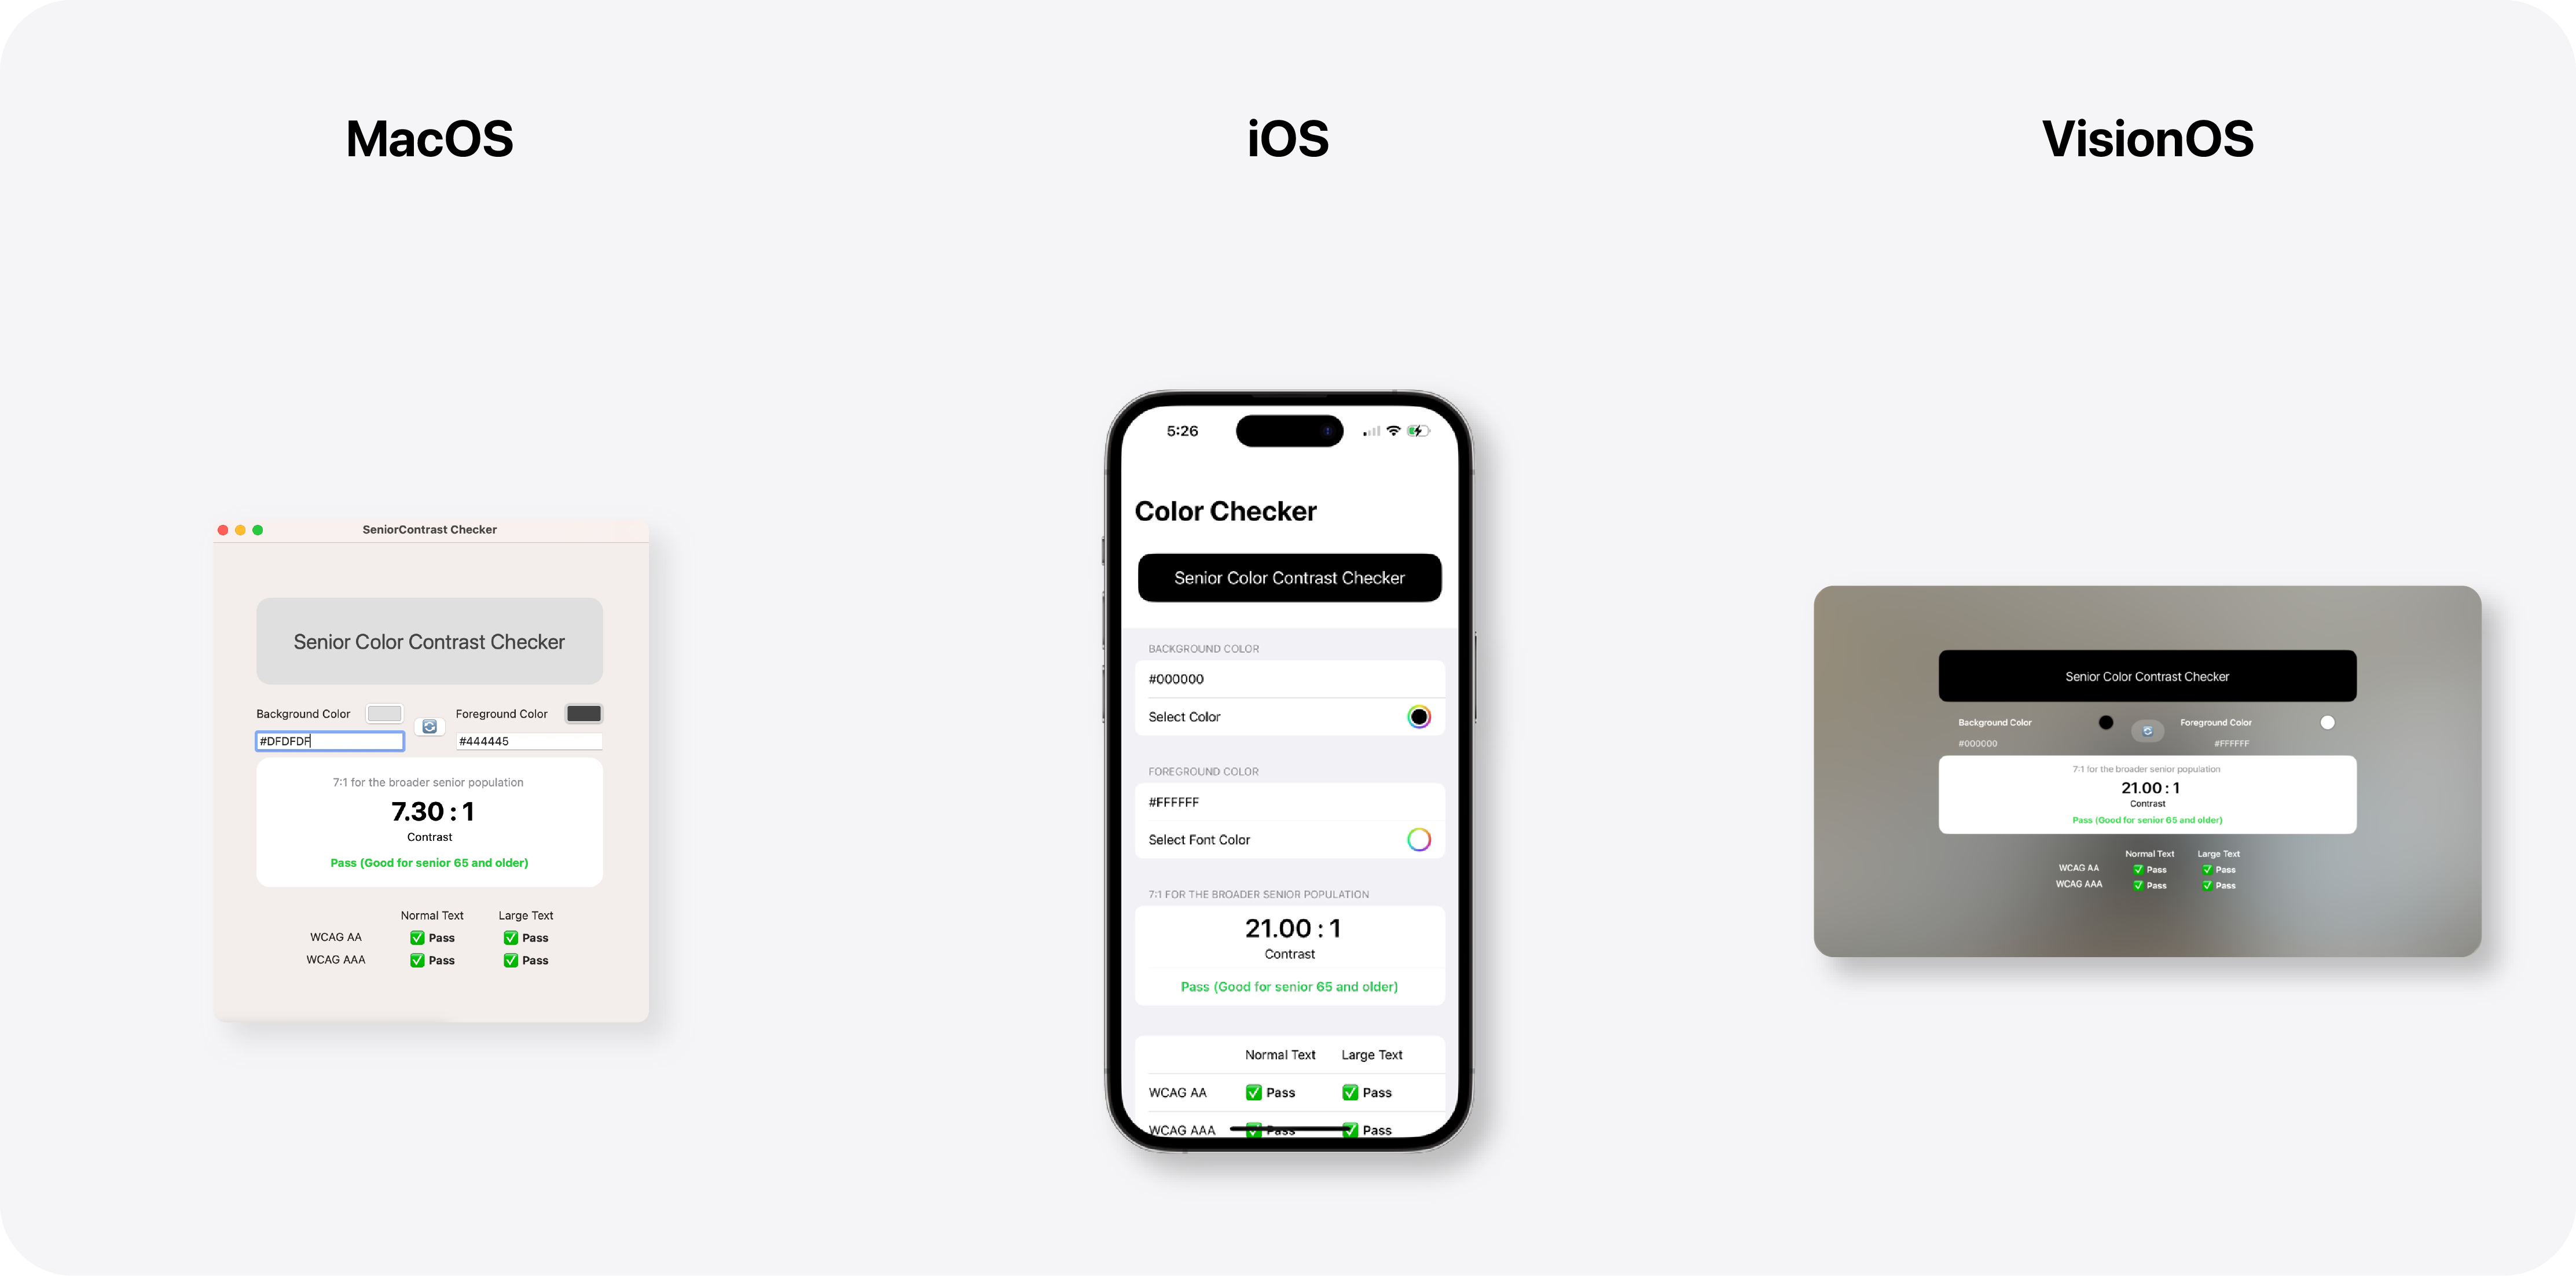 MacOS
iOS
VisionOS
SeniorContrast Checker
Senior Color Contrast Checker
Background Color
Foreground Color
#DFDFDF
#444445
7:1 for the broader senior population
7.30 : 1
Contrast
Pass (Good for senior 65 and older)
Normal Text Large Text
WCAG AA ✅ Pass ✅ Pass
WCAG AAA ✅ Pass ✅ Pass
5:26
Color Checker
Senior Color Contrast Checker
BACKGROUND COLOR
#000000
Select Color
FOREGROUND COLOR
#FFFFFF
Select Font Color
7:1 FOR THE BROADER SENIOR POPULATION
21.00 : 1
Contrast
Pass (Good for senior 65 and older)
Normal Text Large Text
WCAG AA ✅ Pass ✅ Pass
WCAG AAA ✅ Pass ✅ Pass
Senior Color Contrast Checker
Background Color
Foreground Color
#000000
#FFFFFF
7:1 for the broader senior population
21.00 : 1
Contrast
Pass (Good for senior 65 and older)
Normal Text Large Text
WCAG AA ✅ Pass ✅ Pass
WCAG AAA ✅ Pass ✅ Pass